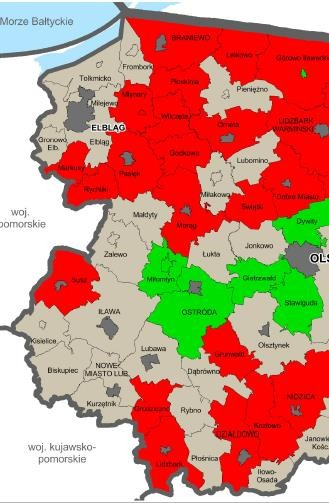 Morze Bałtyckie
BRANIEWO
Lelkowo
Górowo Iławeckie
Frombork
Tolkmicko
Płoskinia
Pieniężno
Młynary
Milejewo
Wilczęta
Orneta
LIDZBARK
WARMIŃSKI
ELBLĄG
Gronowo
Elb.
Elbląg
Godkowo
Lubomino
Markusy
Pasłęk
Rychliki
Miłakowo
Dobre Miasto
Świątki
woj.
pomorskie
Małdyty
Morąg
Dywity
Zalewo
Łukta
Jonkowo
OLS
Susz
Miłomłyn
Gietrzwałd
Stawiguda
IŁAWA
OSTRÓDA
Kisielice
Lubawa
Grunwald
Olsztynek
Biskupiec
NOWE
MIASTO LUB.
Dąbrówno
Kurzętnik
Grodziczno
Rybno
NIDZICA
Kozłowo
DZIAŁDOWO
woj. kujawsko-
pomorskie
Lidzbark
Płośnica
Janowie
Kośc.
Iłowo-
Osada